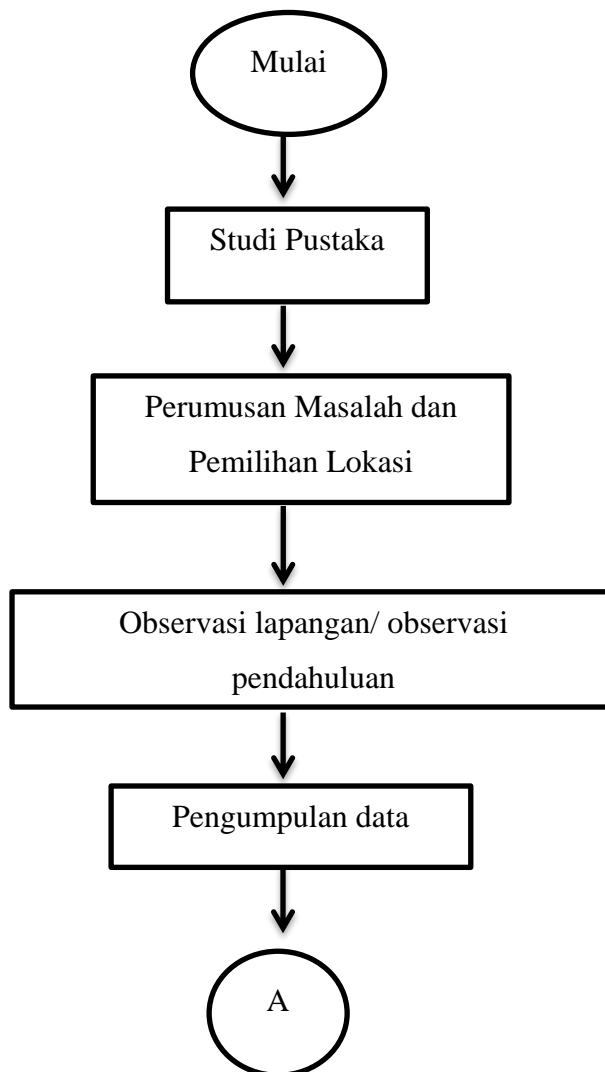 Mulai
Studi Pustaka
Perumusan Masalah dan
Pemilihan Lokasi
Observasi lapangan/ observasi
pendahuluan
Pengumpulan data
A